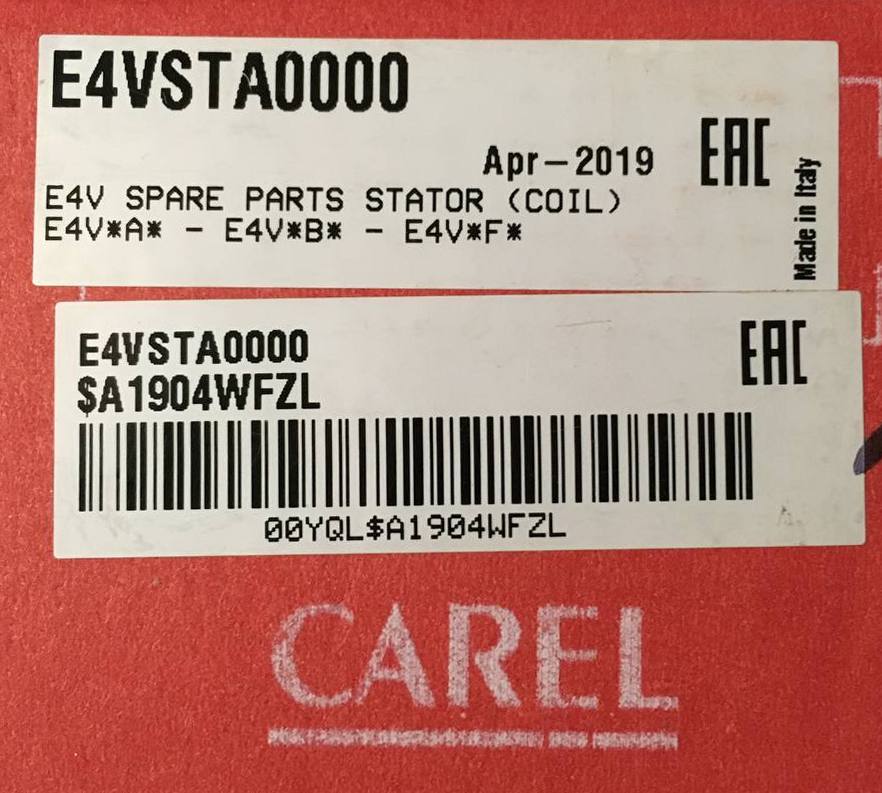 E4VSTA0000
Apr-2019
EAC
E4V SPARE PARTS STATOR (COIL)
E4V*A* - E4V*B* - E4V*F*
Made in Italy
E4VSTA0000
EAC
$A1904WFZL
00YQL$A1904WFZL
CAREL